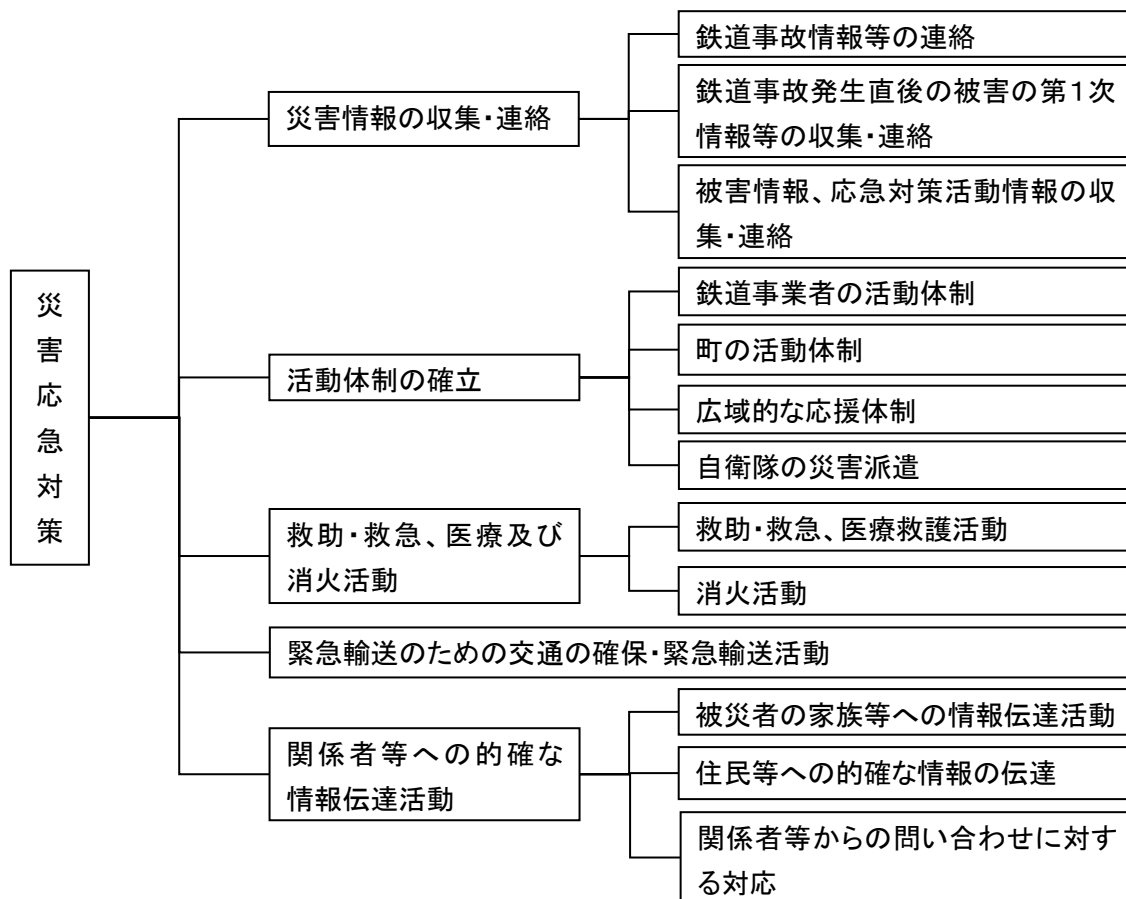 災害応急対策
災害情報の収集・連絡
鉄道事故情報等の連絡
鉄道事故発生直後の被害の第１次
情報等の収集・連絡
被害情報、応急対策活動情報の収
集・連絡
活動体制の確立
鉄道事業者の活動体制
町の活動体制
広域的な応援体制
自衛隊の災害派遣
救助・救急、医療及び
消火活動
救助・救急、医療救護活動
消火活動
緊急輸送のための交通の確保・緊急輸送活動
関係者等への的確な
情報伝達活動
被災者の家族等への情報伝達活動
住民等への的確な情報の伝達
関係者等からの問い合わせに対す
る対応